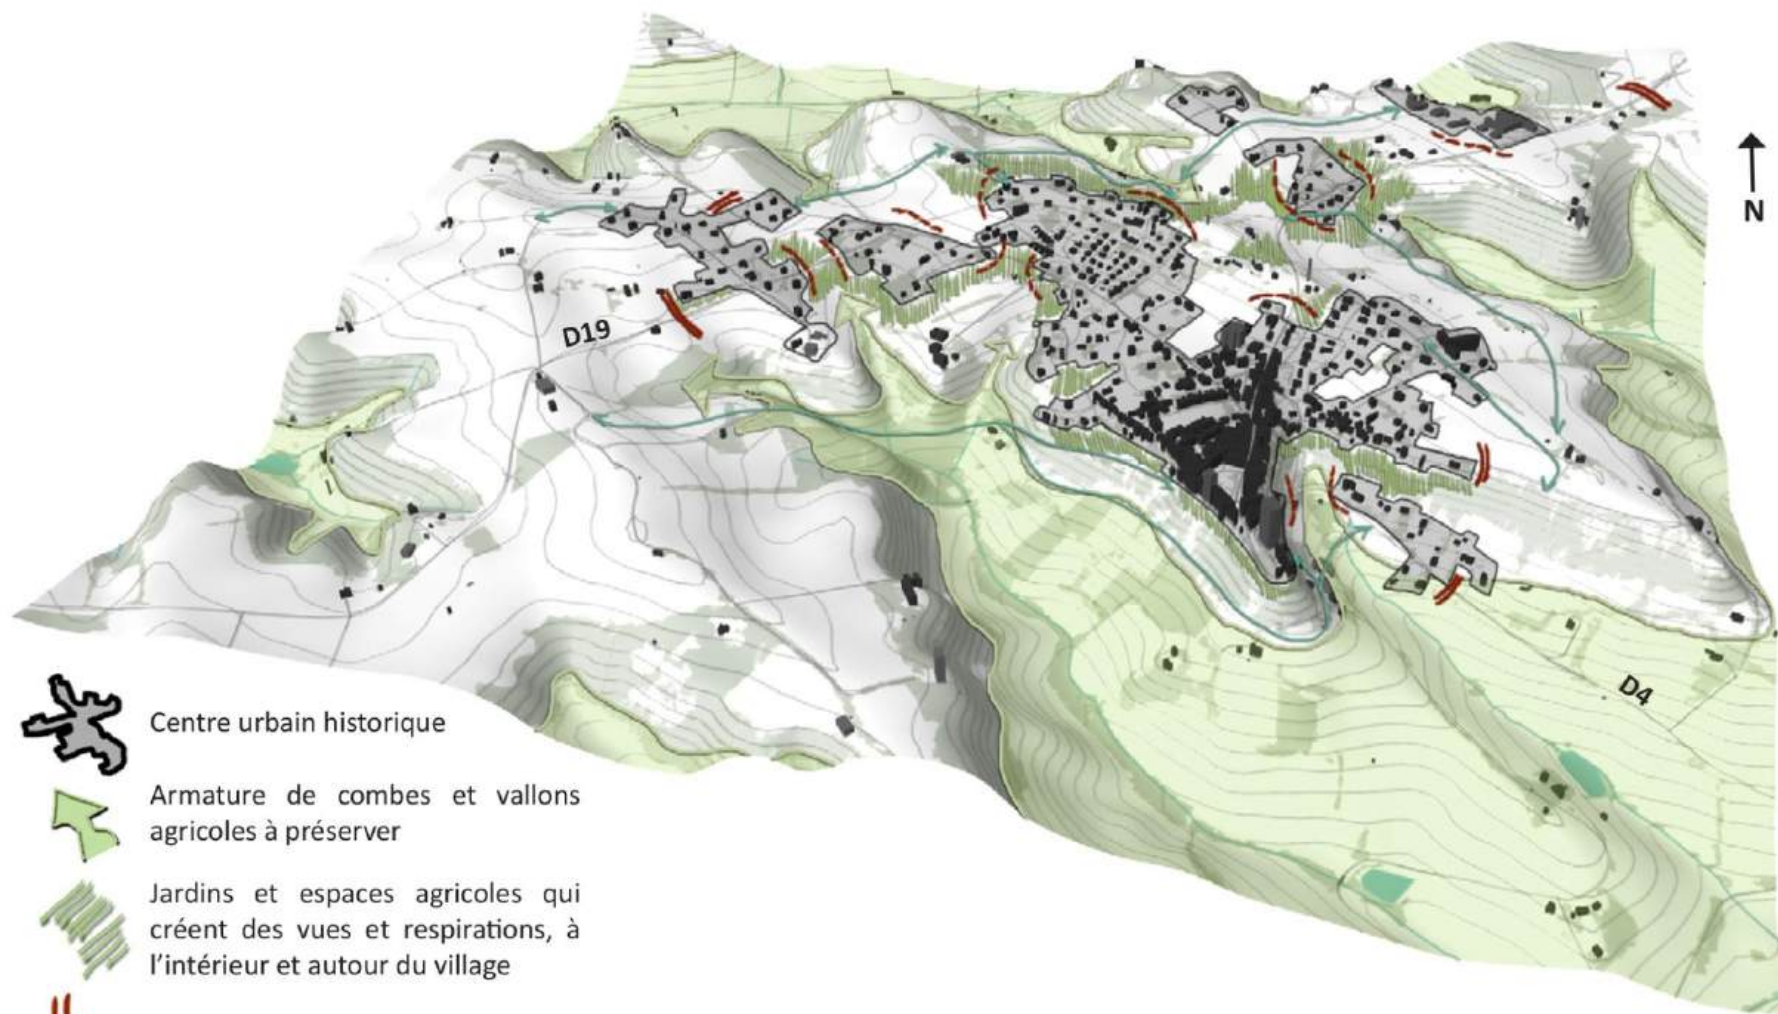 N
D19
D4
Centre urbain historique
Armature de combes et vallons
agricoles à préserver
Jardins et espaces agricoles qui
créent des vues et respirations, à
l'intérieur et autour du village